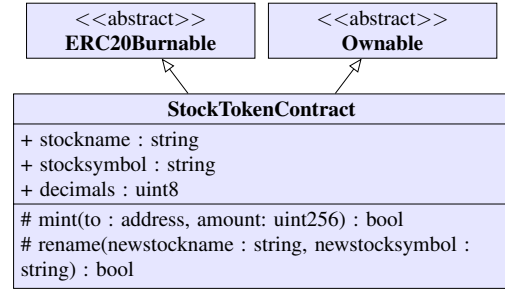 <<abstract>>
ERC20Burnable
<<abstract>>
Ownable
StockTokenContract
+ stockname : string
+ stocksymbol : string
+ decimals : uint8
# mint(to : address, amount: uint256) : bool
# rename(newstockname : string, newstocksymbol :
string) : bool